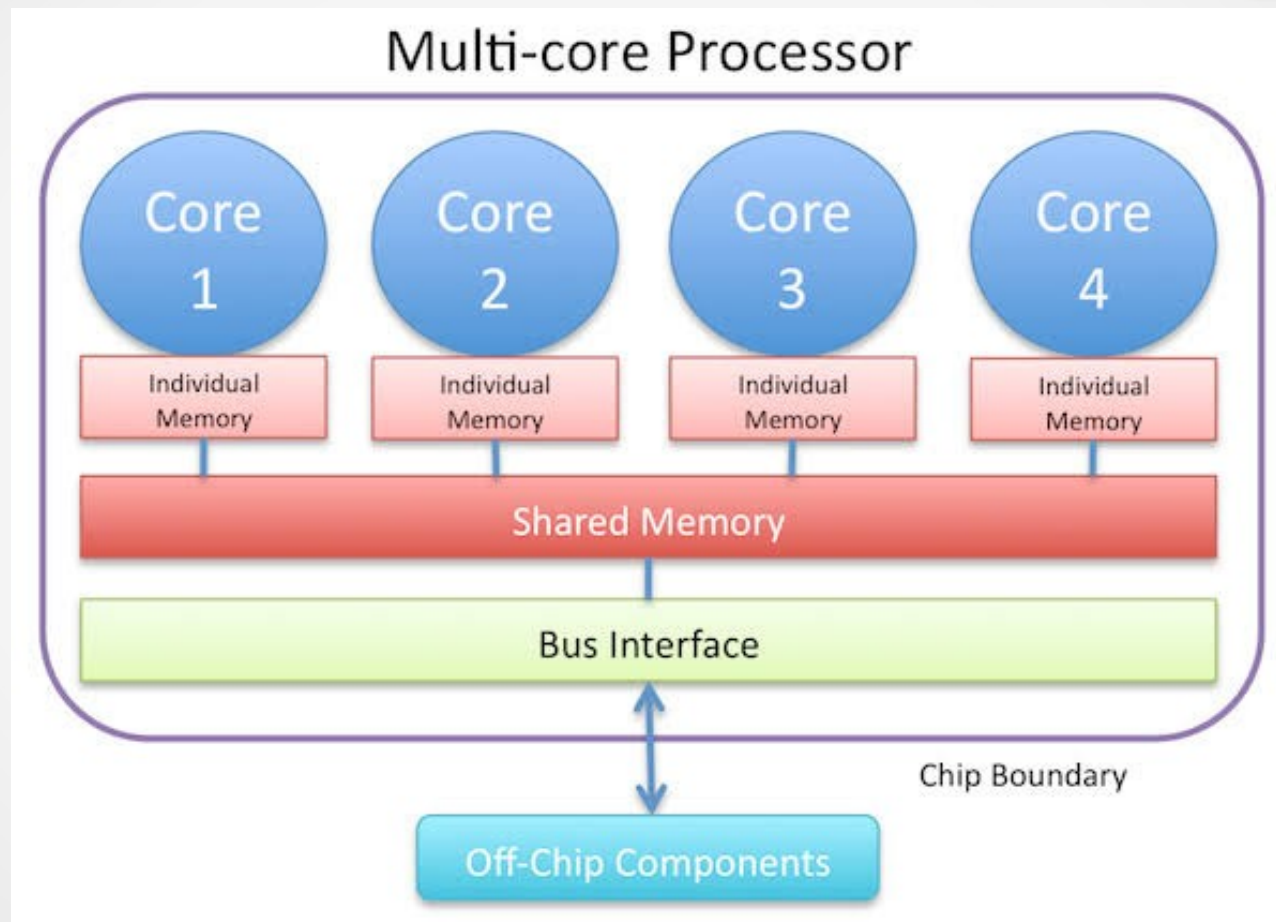 Multi-core Processor
Core
1
Core
2
Core
3
Core
4
Individual
Memory
Individual
Memory
Individual
Memory
Individual
Memory
Shared Memory
Bus Interface
Chip Boundary
Off-Chip Components